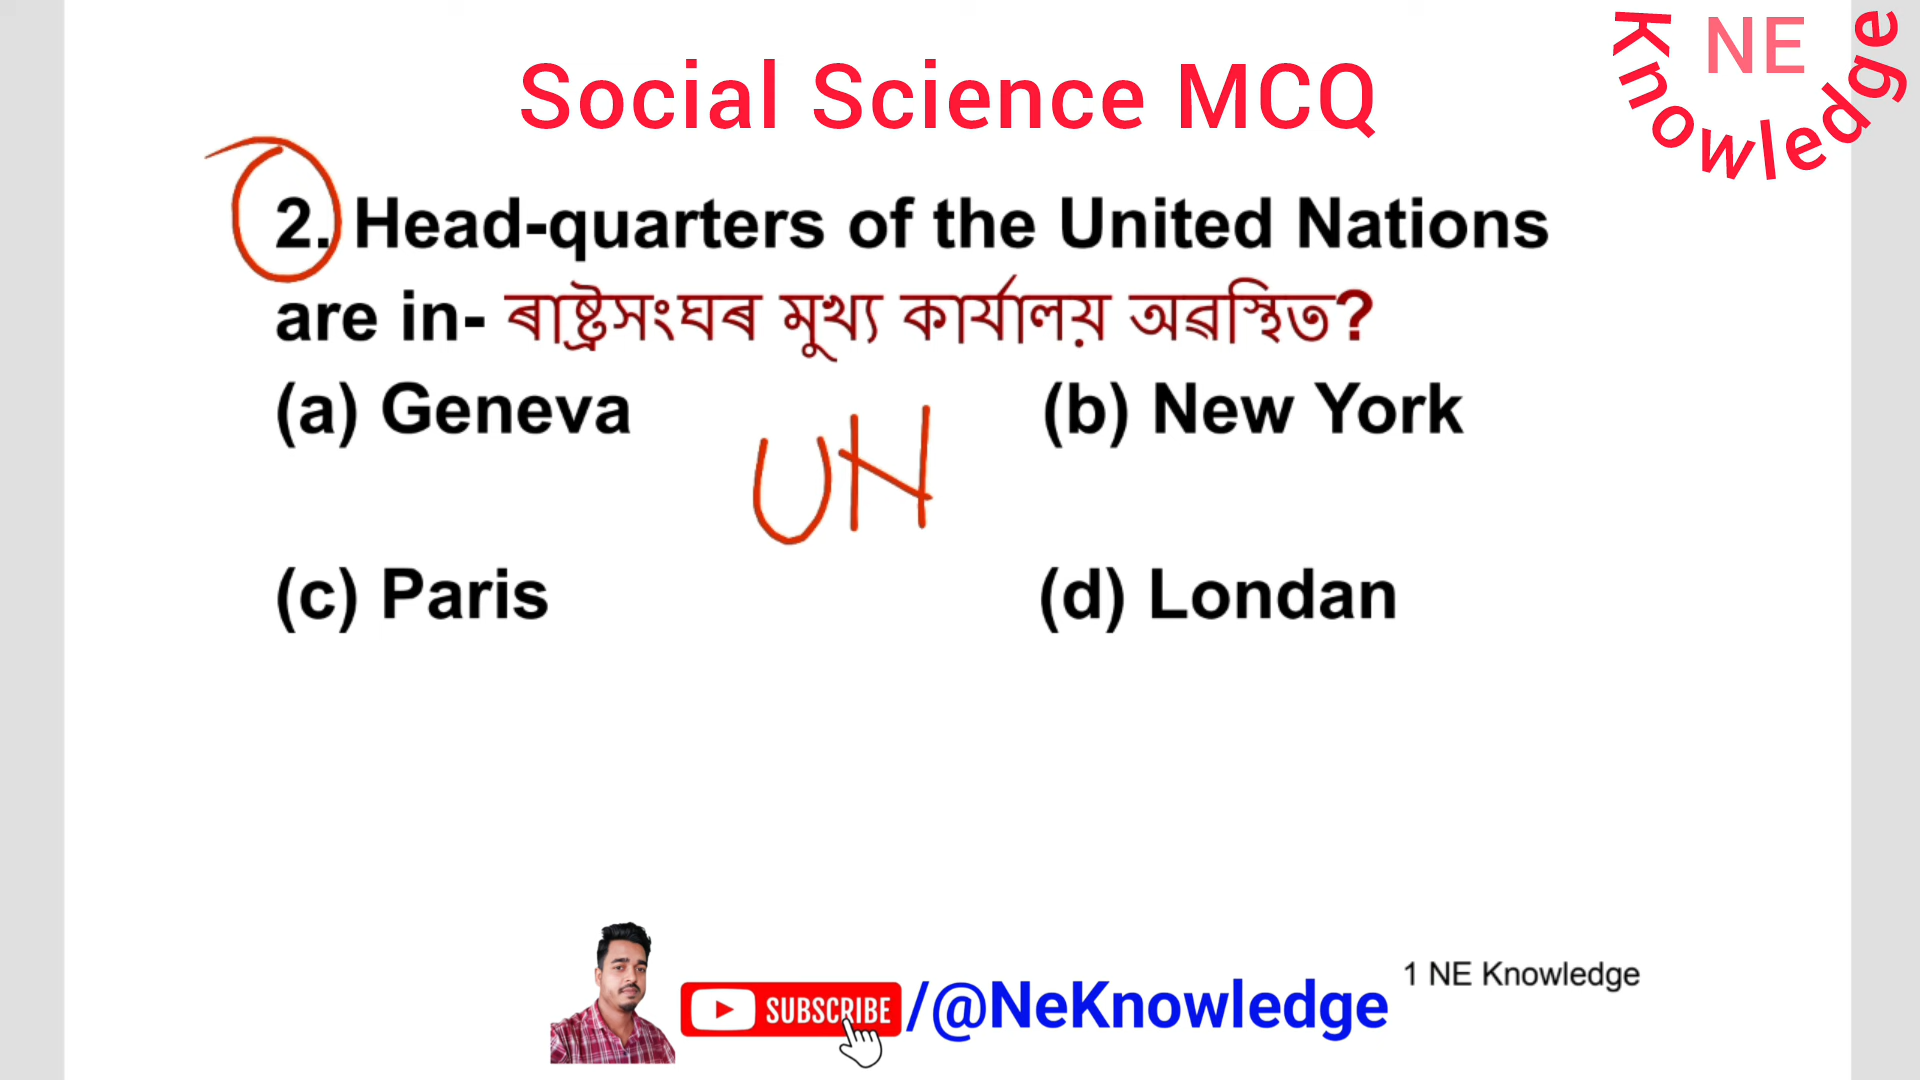 Social Science MCQ
NE
Knowledge
2. Head-quarters of the United Nations
are in- ৰাষ্ট্ৰসংঘৰ মুখ্য কাৰ্যালয় অৱস্থিত?
(a) Geneva (b) New York
UN
(c) Paris (d) Londan
1 NE Knowledge
SUBSCRIBE /@NeKnowledge